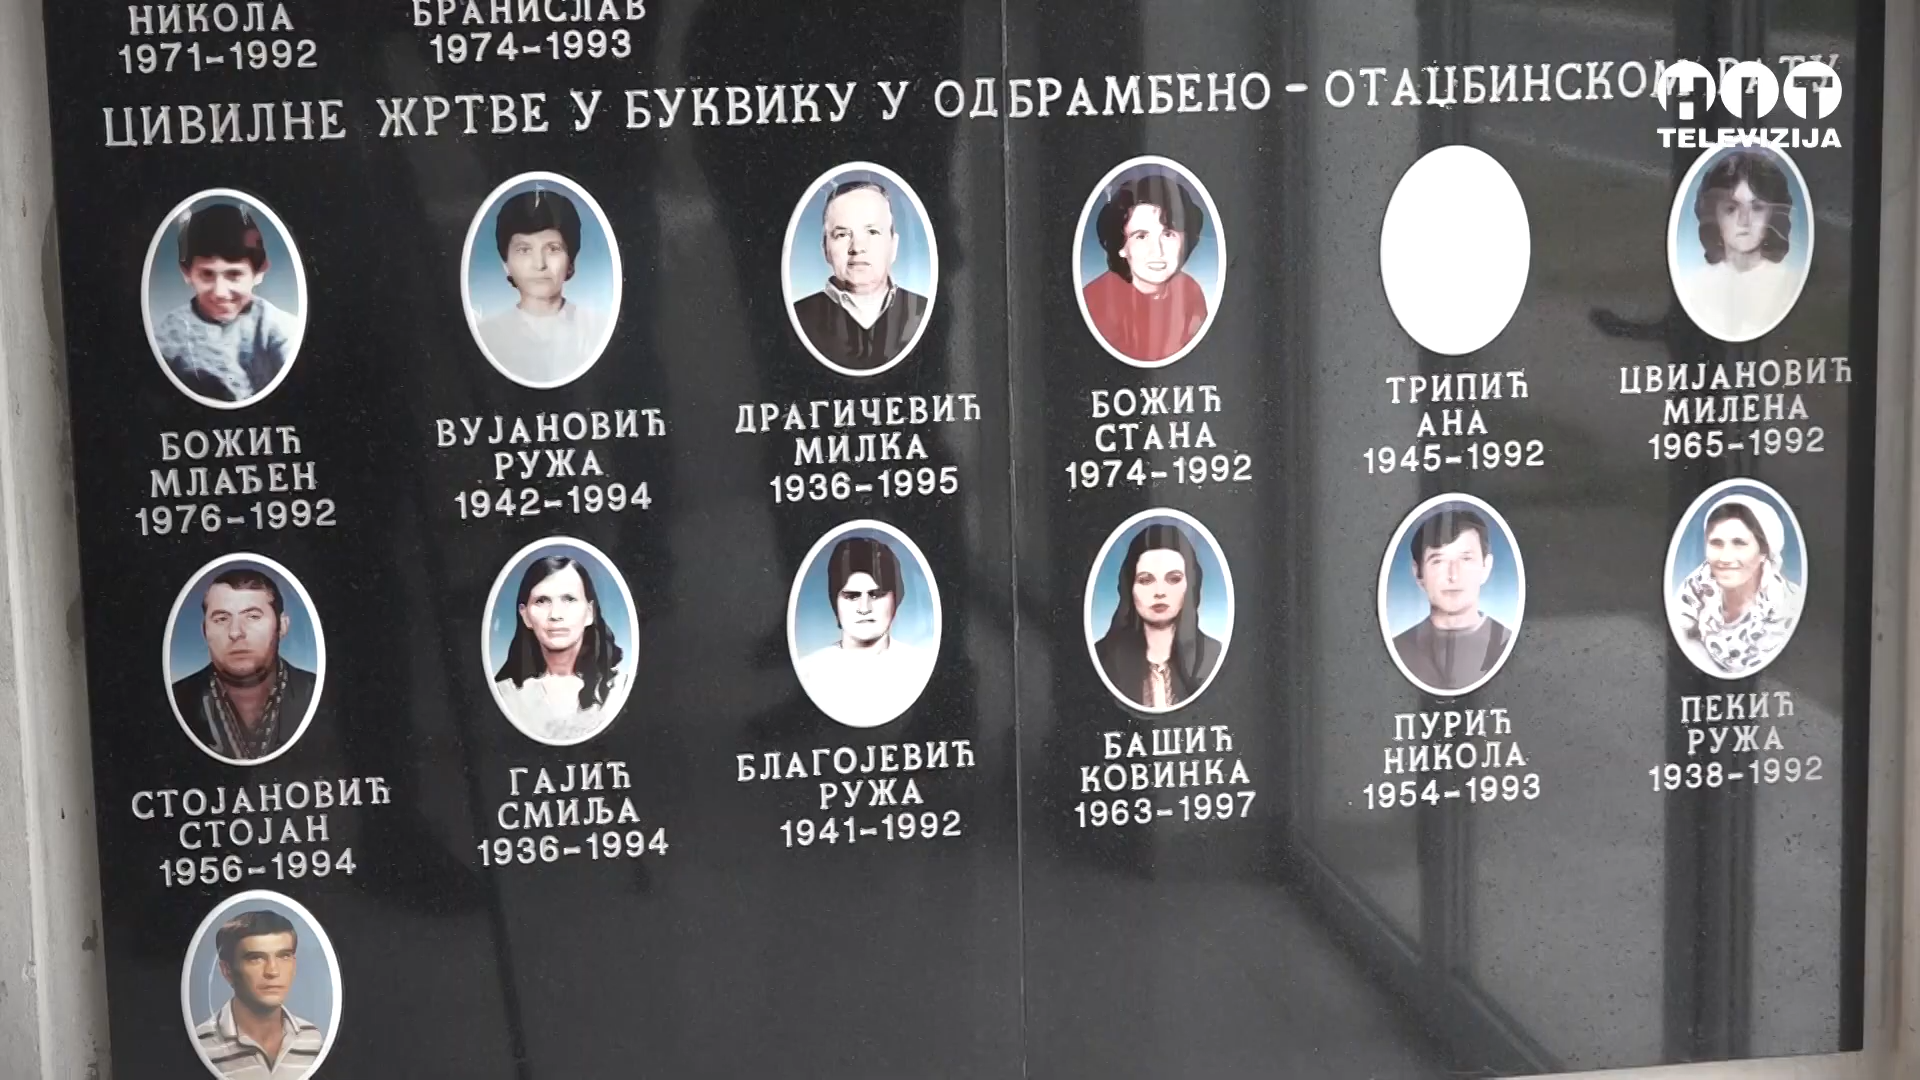 НИКОЛА
1971-1992
БРАНИСЛАВ
1974-1993
ЦИВИЛНЕ ЖРТВЕ У БУКВИКУ У ОДБРАМБЕНО - ОТАЏБИНСКОМ РАТУ
НИТ
TELEVIZIJA
БОЖИЋ
МЛАЂЕН
1976-1992
ВУЈАНОВИЋ
РУЖА
1942-1994
ДРАГИЧЕВИЋ
МИЛКА
1936-1995
БОЖИЋ
СТАНА
1974-1992
ТРИПИЋ
АНА
1945-1992
ЦВИЈАНОВИЋ
МИЛЕНА
1965-1992
СТОЈАНОВИЋ
СТОЈАН
1956-1994
ГАЈИЋ
СМИЉА
1936-1994
БЛАГОЈЕВИЋ
РУЖА
1941-1992
БАШИЋ
КОВИНКА
1963-1997
ПУРИЋ
НИКОЛА
1954-1993
ПЕКИЋ
РУЖА
1938-1992